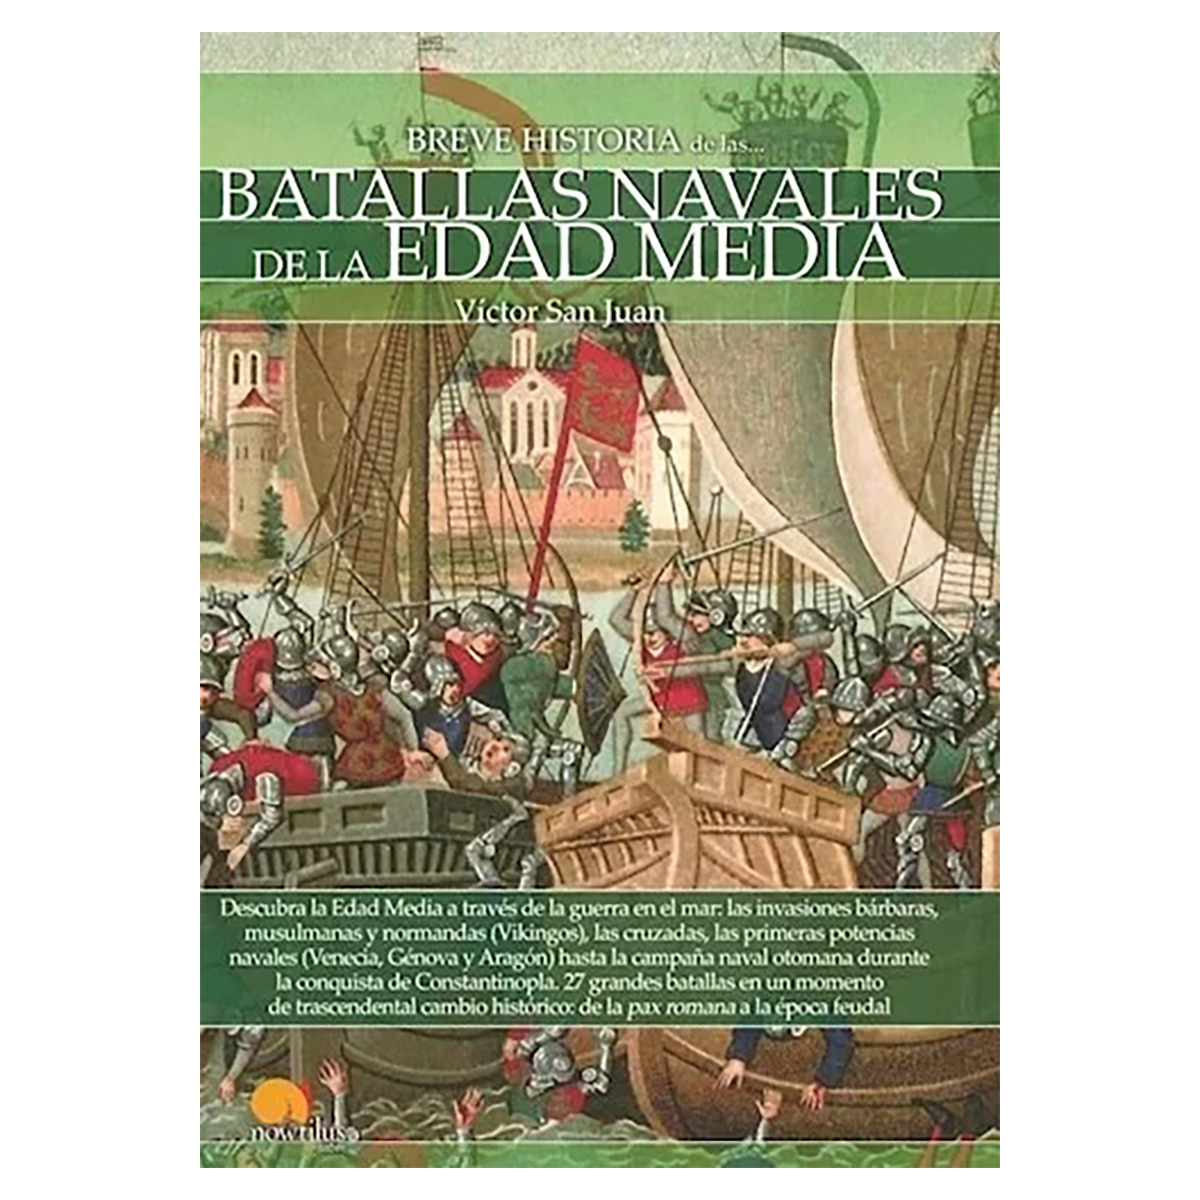 BREVE HISTORIA de las...
BATALLAS NAVALES
DE LA EDAD MEDIA
Víctor San Juan
Descubra la Edad Media a través de la guerra en el mar: las invasiones bárbaras,
musulmanas y normandas (Vikingos), las cruzadas, las primeras potencias
navales (Venecia, Génova y Aragón) hasta la campaña naval otomana durante
la conquista de Constantinopla. 27 grandes batallas en un momento
de trascendental cambio histórico: de la pax romana a la época feudal
nowtilus